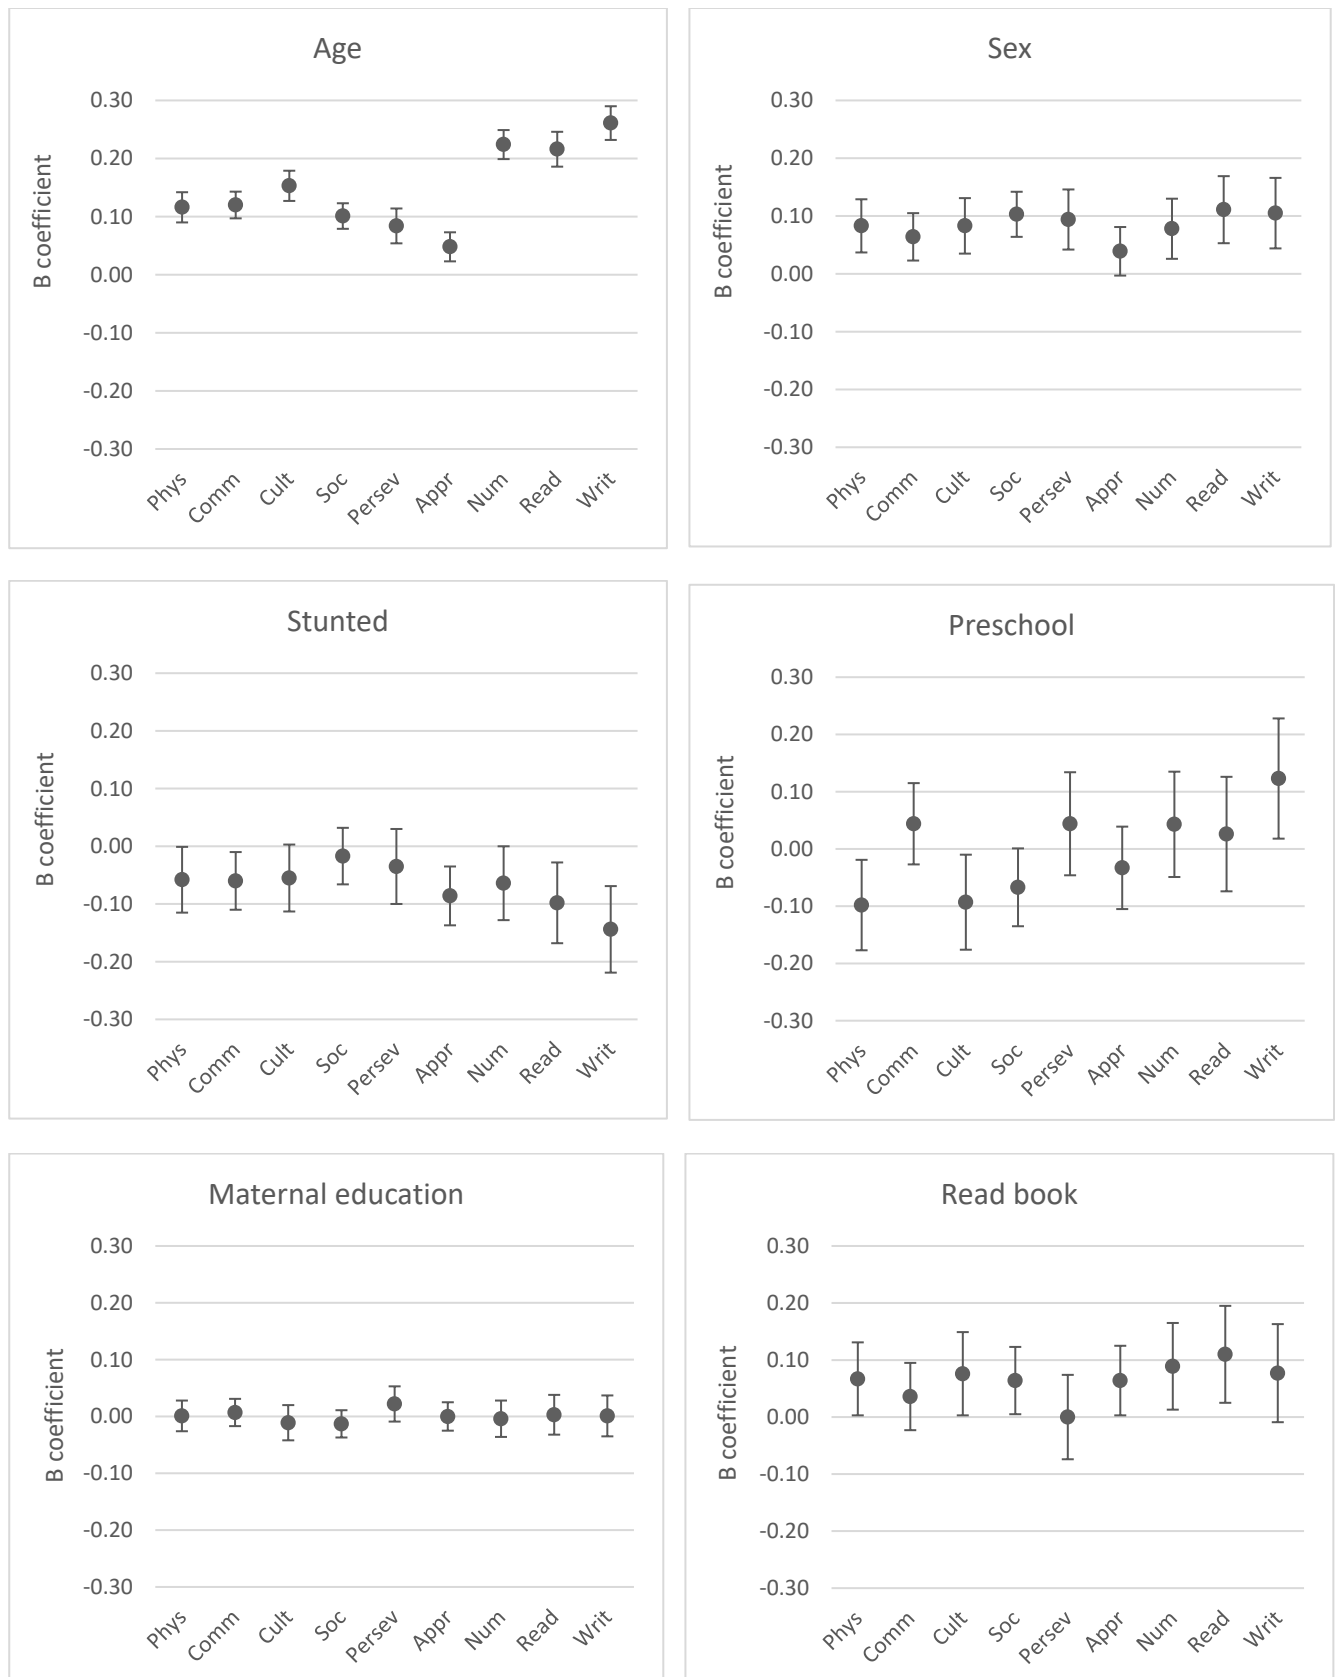 Age
0.30
0.20
0.10
0.00
-0.10
-0.20
-0.30
B coefficient
Phys Comm Cult Soc Persev Appr Num Read Writ
Sex
0.30
0.20
0.10
0.00
-0.10
-0.20
-0.30
B coefficient
Phys Comm Cult Soc Persev Appr Num Read Writ
Stunted
0.30
0.20
0.10
0.00
-0.10
-0.20
-0.30
B coefficient
Phys Comm Cult Soc Persev Appr Num Read Writ
Preschool
0.30
0.20
0.10
0.00
-0.10
-0.20
-0.30
B coefficient
Phys Comm Cult Soc Persev Appr Num Read Writ
Maternal education
0.30
0.20
0.10
0.00
-0.10
-0.20
-0.30
B coefficient
Phys Comm Cult Soc Persev Appr Num Read Writ
Read book
0.30
0.20
0.10
0.00
-0.10
-0.20
-0.30
B coefficient
Phys Comm Cult Soc Persev Appr Num Read Writ